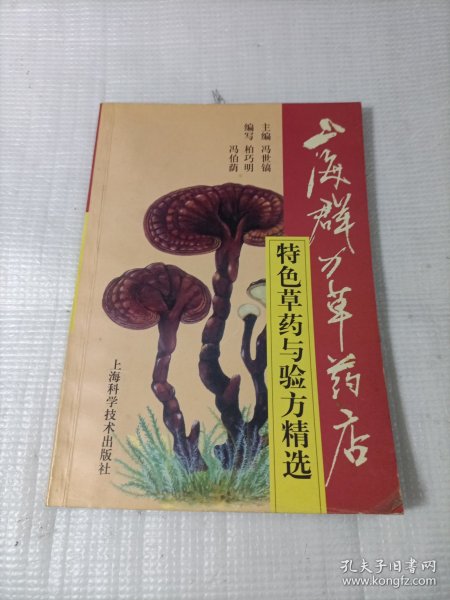 上海群力草药店
特色草药与验方精选
主编 冯世镐
编写 柏巧明
冯伯荫
上海科学技术出版社
孔夫子旧书网
www.kongfz.com